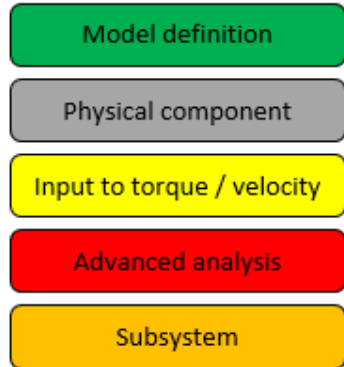 Model definition
Physical component
Input to torque / velocity
Advanced analysis
Subsystem